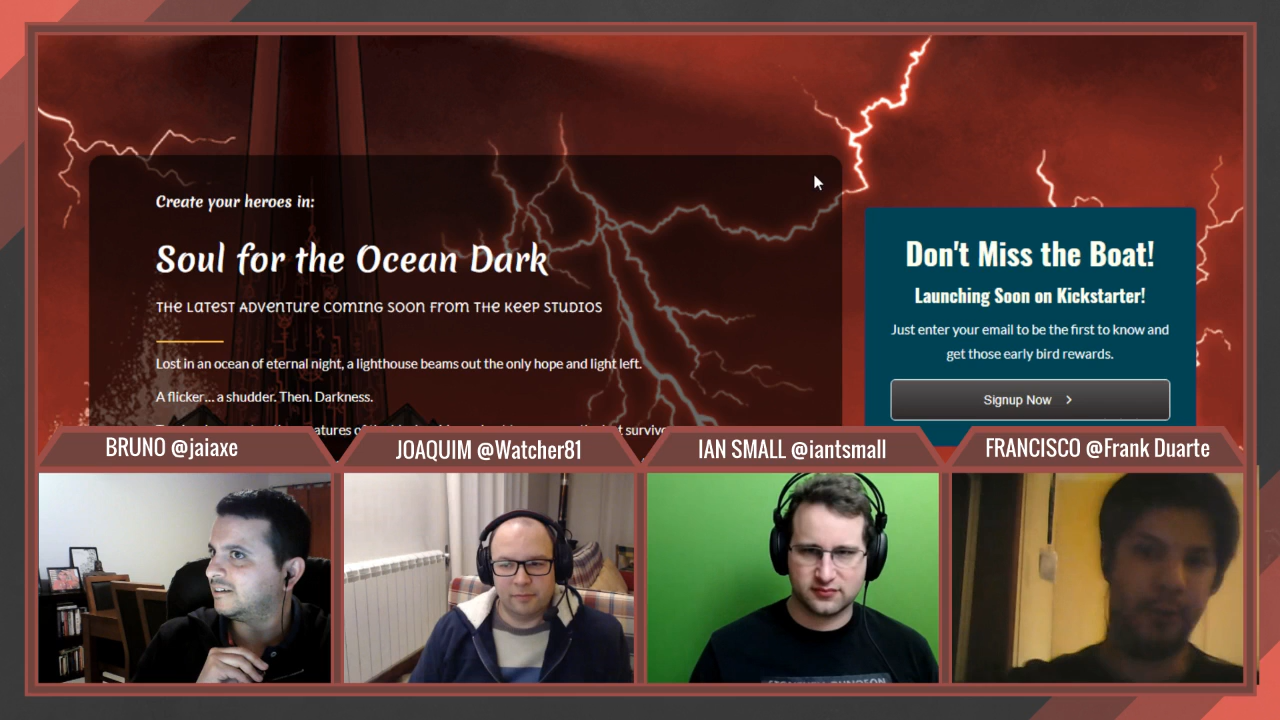 Create your heroes in:
Soul for the Ocean Dark
THE LATEST ADVENTURE COMING SOON FROM THE KEEP STUDIOS
Lost in an ocean of eternal night, a lighthouse beams out the only hope and light left.
A flicker... a shudder. Then. Darkness.
Don't Miss the Boat!
Launching Soon on Kickstarter!
Just enter your email to be the first to know and
get those early bird rewards.
Signup Now
BRUNO @jaiaxe
JOAQUIM @Watcher81
IAN SMALL @iantsmall
FRANCISCO @Frank Duarte